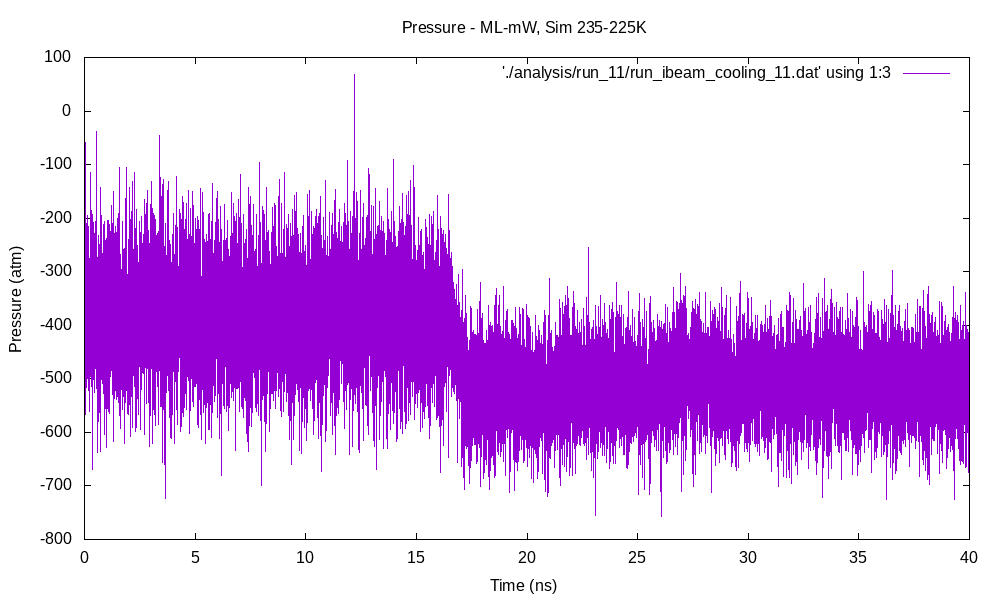 Pressure - ML-mW, Sim 235-225K
'./analysis/run_11/run_ibeam_cooling_11.dat' using 1:3
Pressure (atm)
100
0
-100
-200
-300
-400
-500
-600
-700
-800
0 5 10 15 20 25 30 35 40
Time (ns)